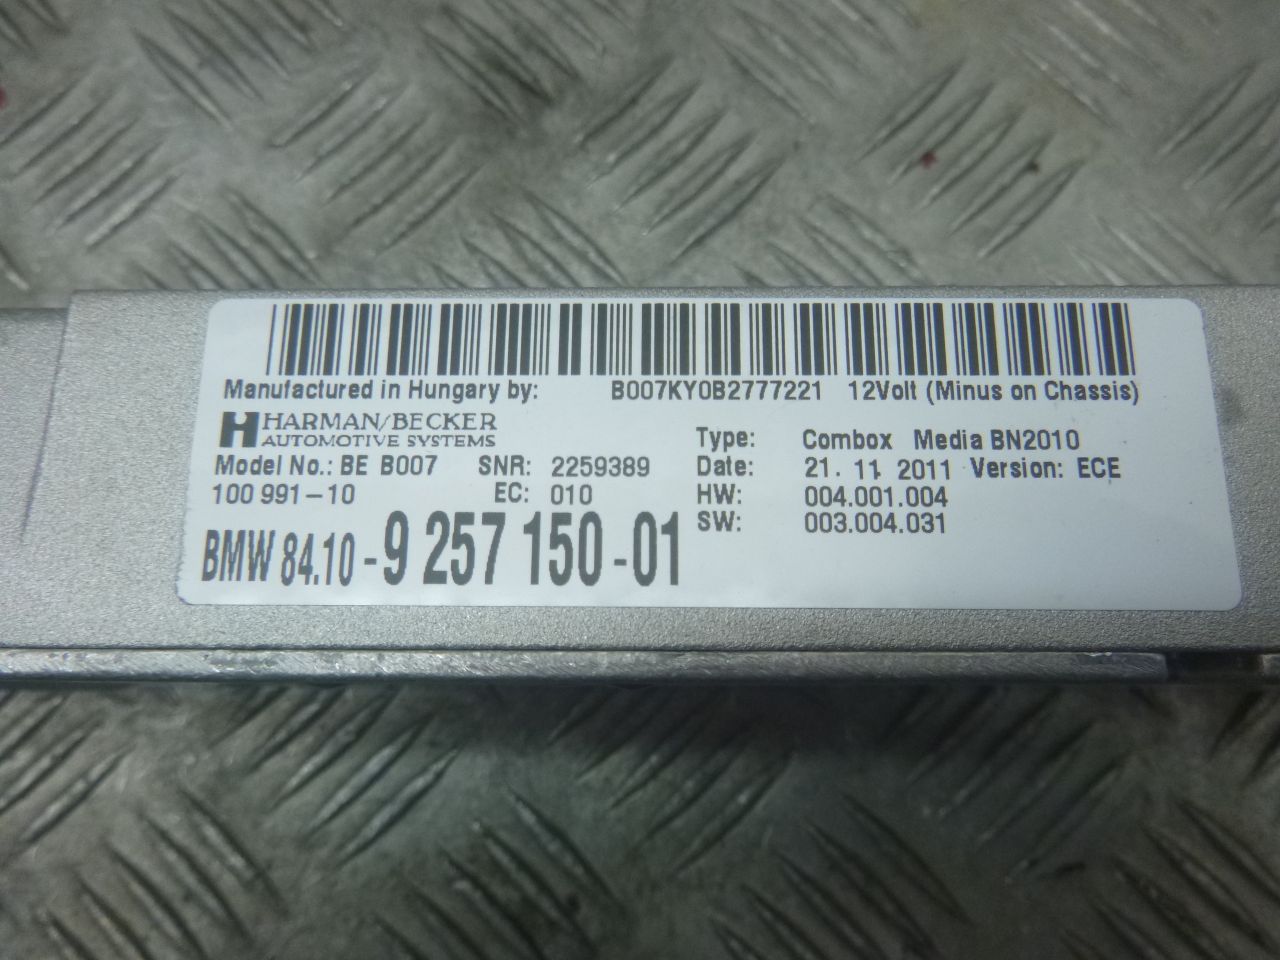 Manufactured in Hungary by: B007KY0B2777221 12Volt (Minus on Chassis)
HARMAN/BECKER
AUTOMOTIVE SYSTEMS
Type: Combox Media BN2010
Model No.: BE B007 SNR: 2259389 Date: 21. 11 2011 Version: ECE
100 991-10 EC: 010 HW: 004.001.004
SW: 003.004.031
BMW 84.10-9 257 150-01